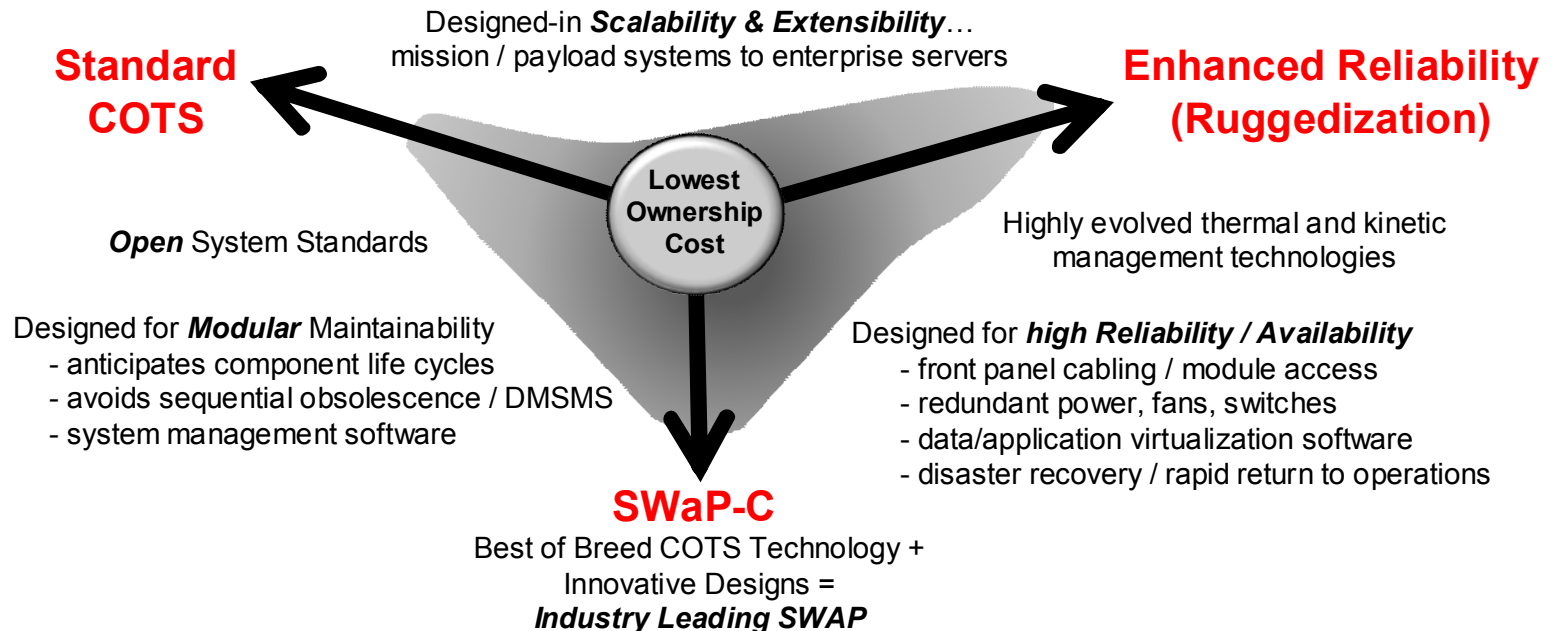 Designed-in Scalability & Extensibility…
mission / payload systems to enterprise servers
Standard
COTS
Enhanced Reliability
(Ruggedization)
Lowest
Ownership
Cost
Open System Standards
Highly evolved thermal and kinetic
management technologies
Designed for Modular Maintainability
- anticipates component life cycles
- avoids sequential obsolescence / DMSMS
- system management software
Designed for high Reliability / Availability
- front panel cabling / module access
- redundant power, fans, switches
- data/application virtualization software
- disaster recovery / rapid return to operations
SWaP-C
Best of Breed COTS Technology +
Innovative Designs =
Industry Leading SWAP